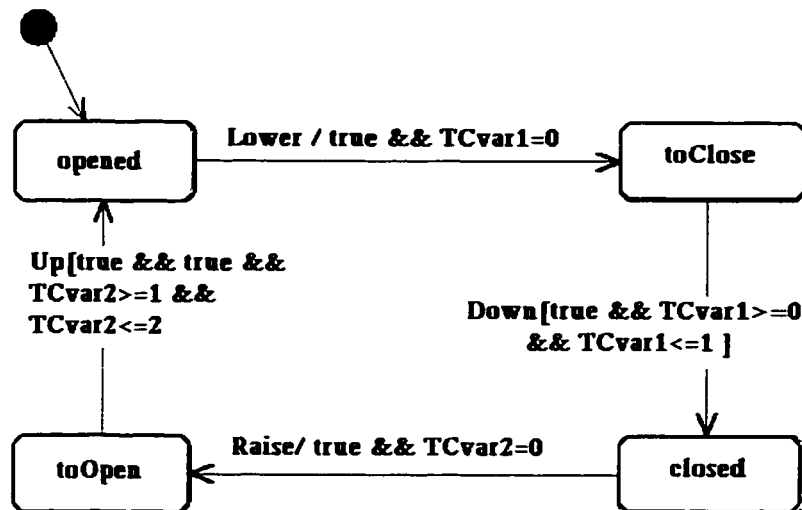 Lower / true && TCvar1=0
opened
toClose
Up[true && true &&
TCvar2>=1 &&
TCvar2<=2
Down[true && TCvar1>=0
&& TCvar1<=1 ]
Raise/ true && TCvar2=0
toOpen
closed